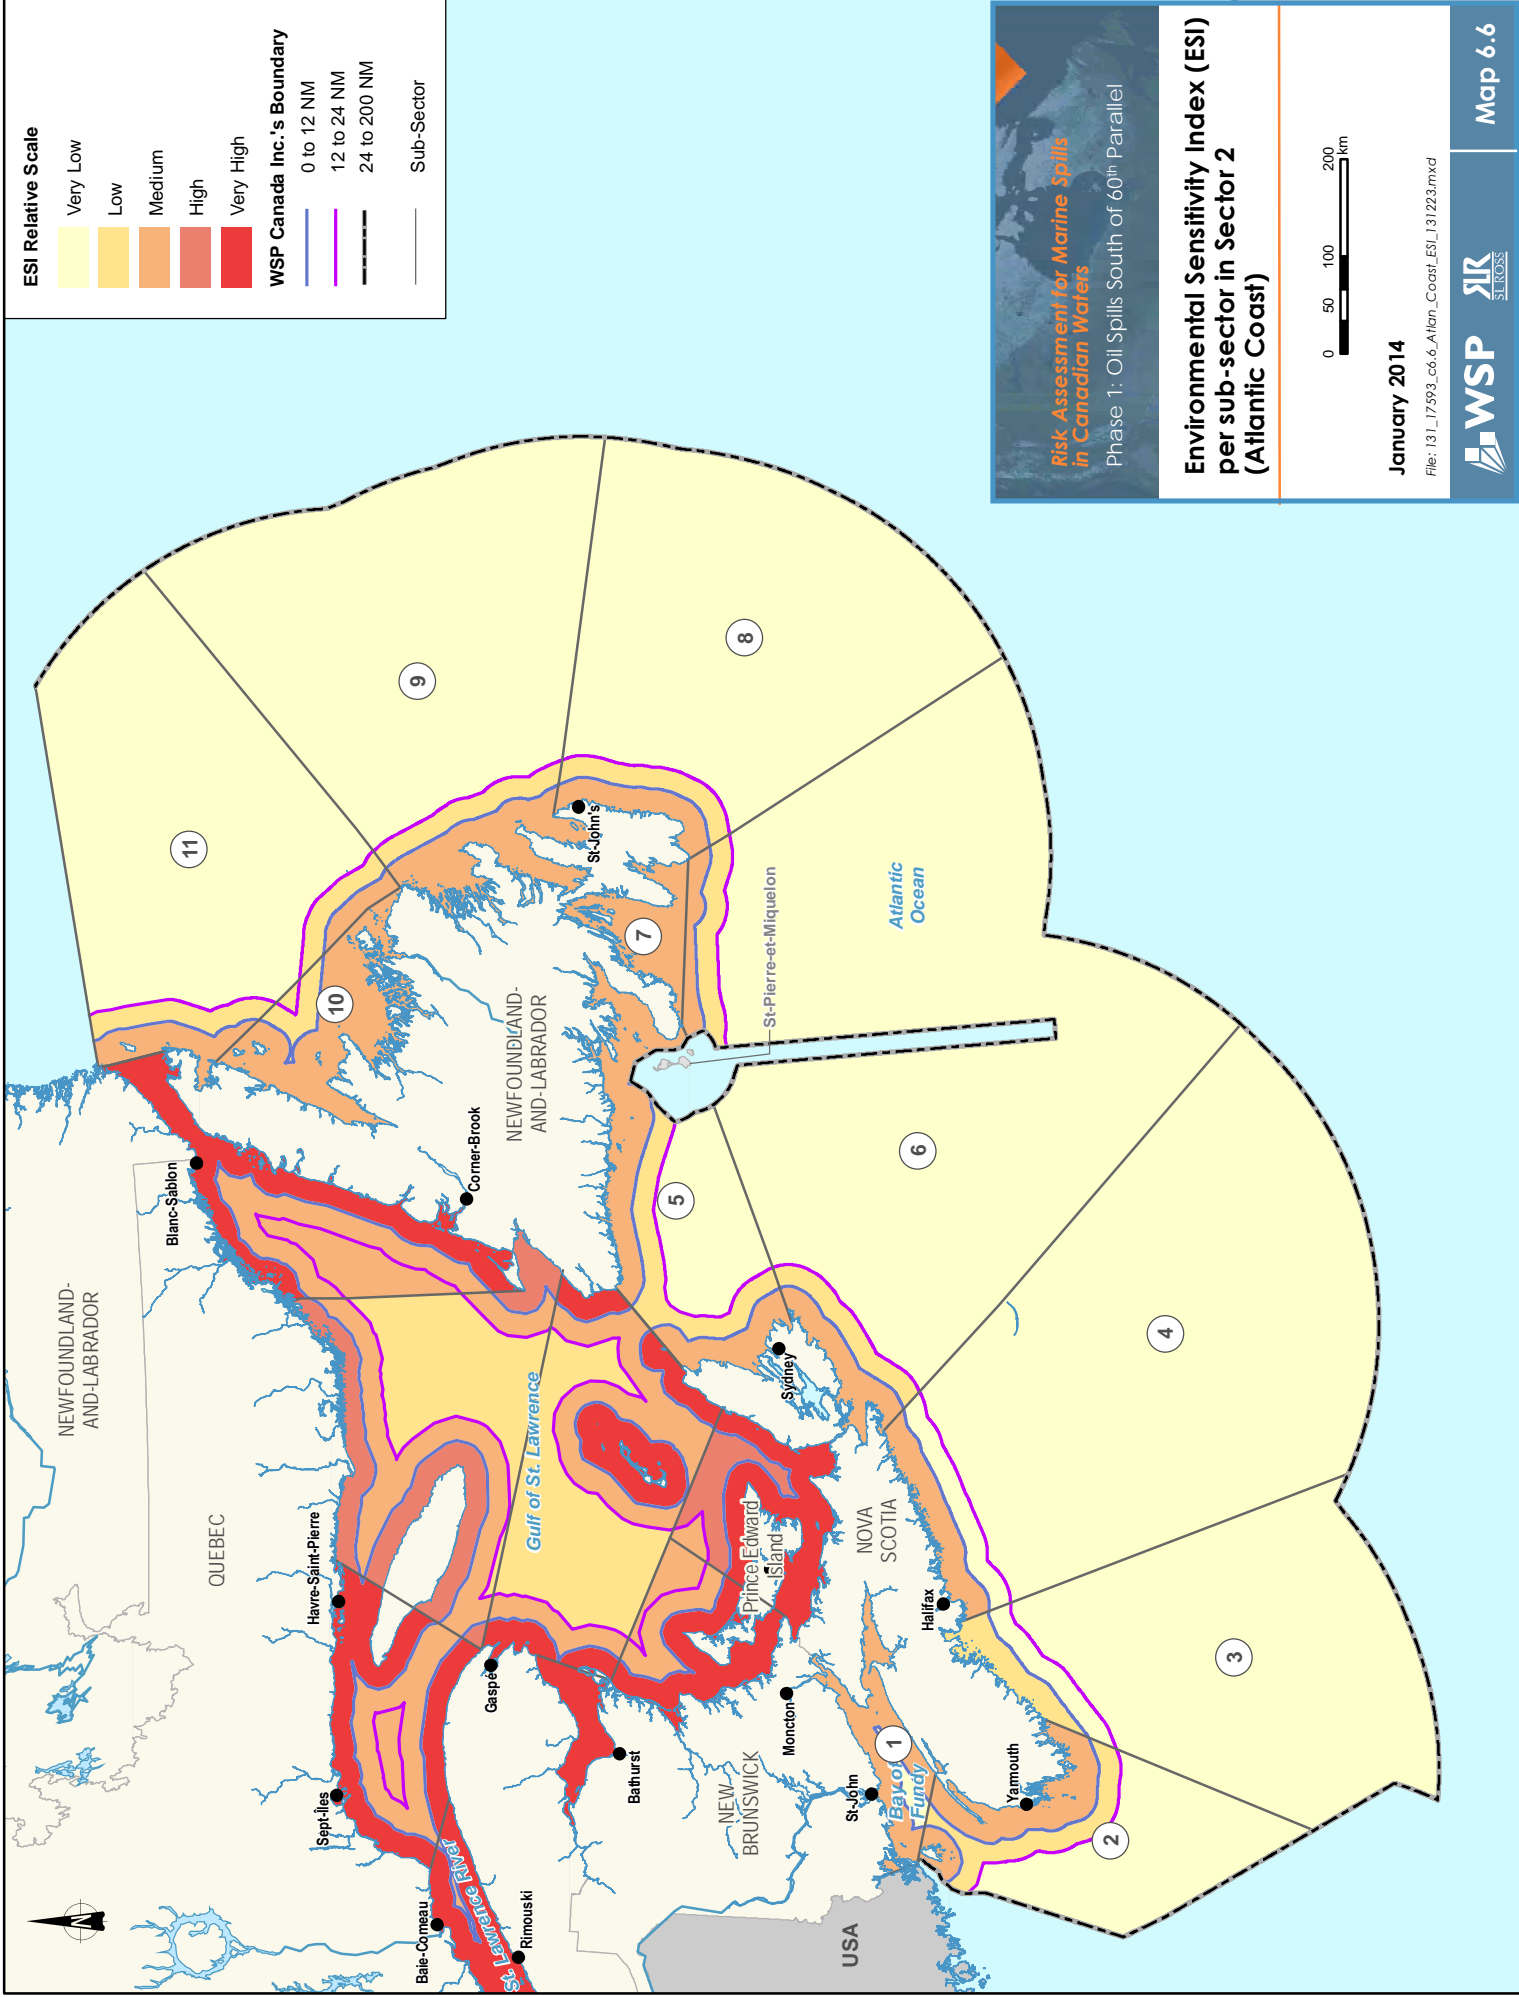 ESI Relative Scale
Very Low
Low
Medium
High
Very High
WSP Canada Inc.'s Boundary
0 to 12 NM
12 to 24 NM
24 to 200 NM
Sub-Sector
N
NEWFOUNDLAND-
AND-LABRADOR
QUEBEC
Blanc-Sablon
Havre-Saint-Pierre
Sept-Îles
Baie-Comeau
Rimouski
St. Lawrence River
Gaspé
Bathurst
Gulf of St. Lawrence
Corner-Brook
NEWFOUNDLAND-
AND-LABRADOR
St-John's
St-Pierre-et-Miquelon
Atlantic
Ocean
Sydney
Prince Edward
Island
NOVA
SCOTIA
Halifax
Moncton
NEW
BRUNSWICK
St-John
Bay of
Fundy
Yarmouth
USA
1
2
3
4
5
6
7
8
9
10
11
Risk Assessment for Marine Spills
in Canadian Waters
Phase 1: Oil Spills South of 60th Parallel
Environmental Sensitivity Index (ESI)
per sub-sector in Sector 2
(Atlantic Coast)
0 50 100 200
km
January 2014
File: 131_17593_c6.6_Atlan_Coast_ESI_131223.mxd
WSP
SLR
SL ROSS
Map 6.6